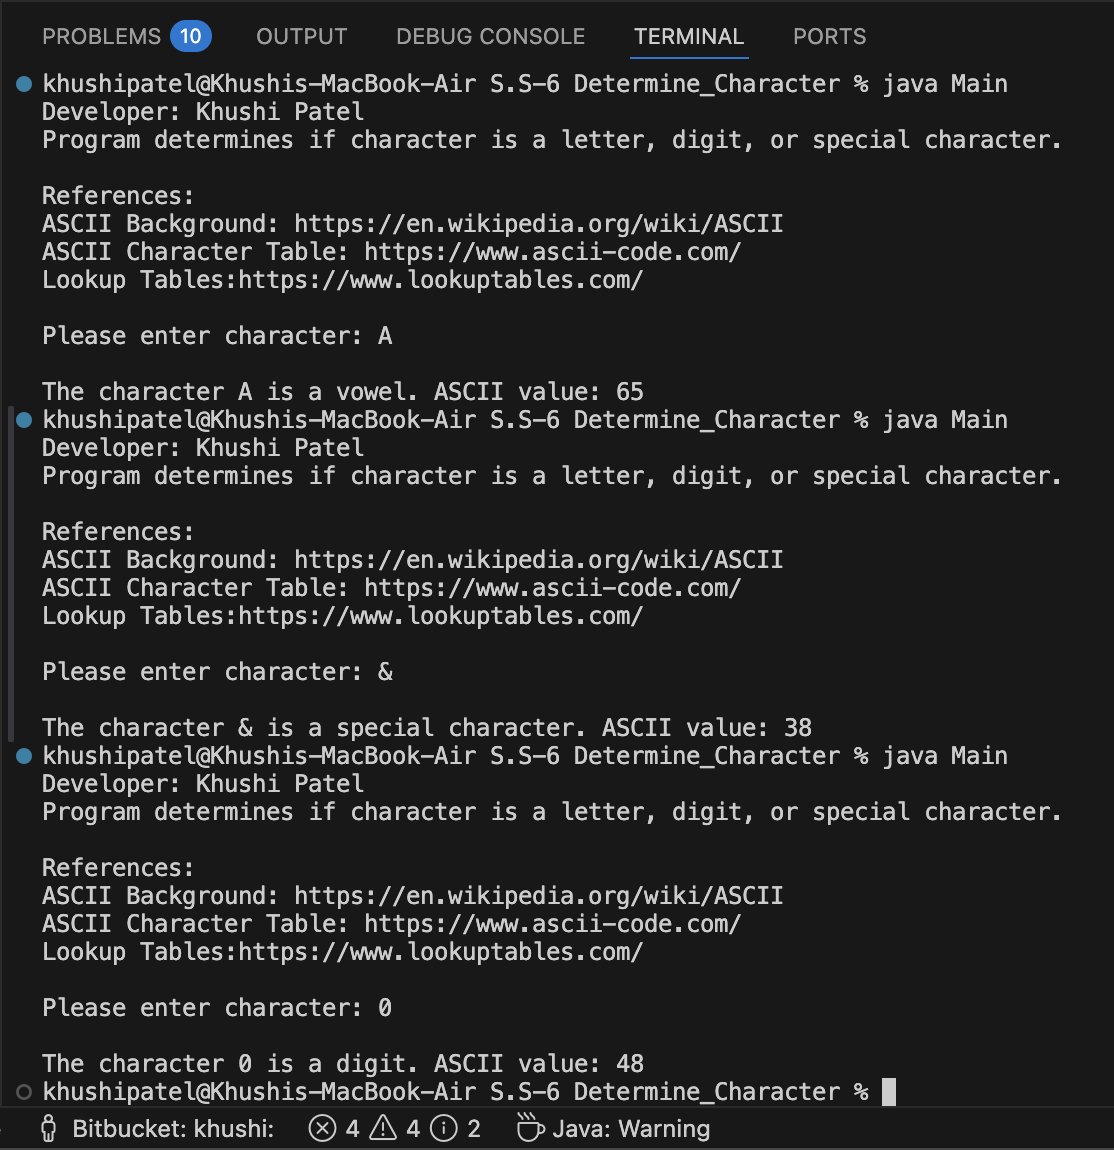 PROBLEMS 10 OUTPUT DEBUG CONSOLE TERMINAL PORTS
khushipatel@Khushis-MacBook-Air S.S-6 Determine_Character % java Main
Developer: Khushi Patel
Program determines if character is a letter, digit, or special character.
References:
ASCII Background: https://en.wikipedia.org/wiki/ASCII
ASCII Character Table: https://www.ascii-code.com/
Lookup Tables:https://www.lookuptables.com/
Please enter character: A
The character A is a vowel. ASCII value: 65
khushipatel@Khushis-MacBook-Air S.S-6 Determine_Character % java Main
Developer: Khushi Patel
Program determines if character is a letter, digit, or special character.
References:
ASCII Background: https://en.wikipedia.org/wiki/ASCII
ASCII Character Table: https://www.ascii-code.com/
Lookup Tables:https://www.lookuptables.com/
Please enter character: &
The character & is a special character. ASCII value: 38
khushipatel@Khushis-MacBook-Air S.S-6 Determine_Character % java Main
Developer: Khushi Patel
Program determines if character is a letter, digit, or special character.
References:
ASCII Background: https://en.wikipedia.org/wiki/ASCII
ASCII Character Table: https://www.ascii-code.com/
Lookup Tables:https://www.lookuptables.com/
Please enter character: 0
The character 0 is a digit. ASCII value: 48
khushipatel@Khushis-MacBook-Air S.S-6 Determine_Character %
Bitbucket: khushi: 4 4 2 Java: Warning